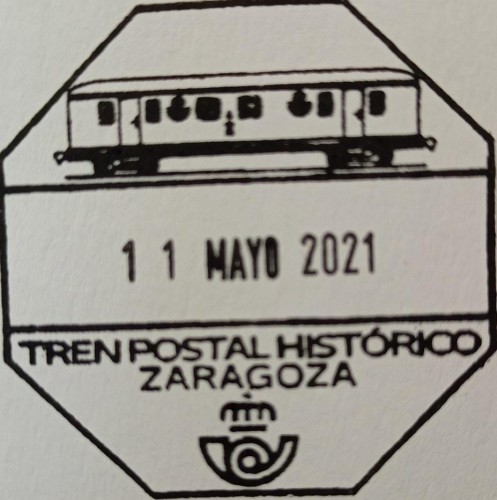 11 MAYO 2021
TREN POSTAL HISTÓRICO
ZARAGOZA